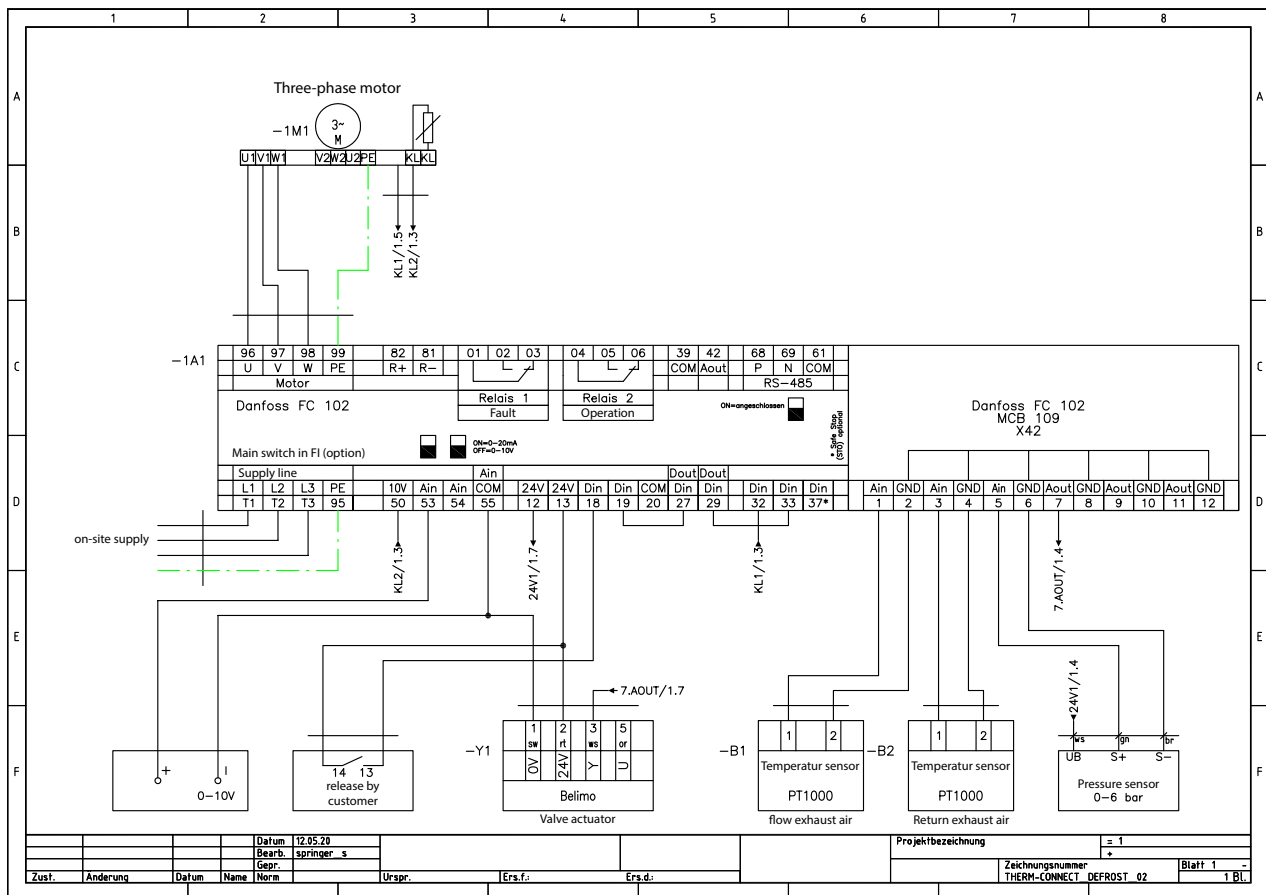 1 2 3 4 5 6 7 8
A A
Three-phase motor
-1M1
3~
M
U1 V1 W1 V2 W2 U2 PE KL KL
B B
KL1/1.5
KL2/1.3
C C
-1A1
96 97 98 99 82 81 01 02 03 04 05 06 39 42 68 69 61
U V W PE R+ R- COM Aout P N COM
Motor RS-485
Relais 1 Relais 2
Fault Operation
Danfoss FC 102
ON=angeschlossen
* Safe Stop
(STO) optional
Danfoss FC 102
MCB 109
X42
ON=0-20mA
OFF=0-10V
Main switch in FI (option)
D D
Supply line Ain Dout Dout
L1 L2 L3 PE 10V Ain Ain COM 24V 24V Din Din COM Din Din Din Din Din Ain GND Ain GND Ain GND Aout GND Aout GND Aout GND
T1 T2 T3 95 50 53 54 55 12 13 18 19 20 27 29 32 33 37* 1 2 3 4 5 6 7 8 9 10 11 12
on-site supply
KL2/1.3
24V1/1.7
KL1/1.3
7.AOUT/1.4
E E
7.AOUT/1.7
24V1/1.4
F F
+ -
0-10V
14 13
release by
customer
-Y1
1 2 3 5
sw rt ws or
0V 24V Y U
Belimo
Valve actuator
-B1
1 2
Temperatur sensor
PT1000
flow exhaust air
-B2
1 2
Temperatur sensor
PT1000
Return exhaust air
ws gn br
UB S+ S-
Pressure sensor
0-6 bar
Datum 12.05.20
Bearb. springer_s
Gepr.
Zust. Anderung Datum Name Norm Urspr. Ers.f.: Ers.d.:
Projektbezeichnung = 1
+
Zeichnungsnummer
THERM-CONNECT_DEFROST_02
Blatt 1 -
1 Bl.